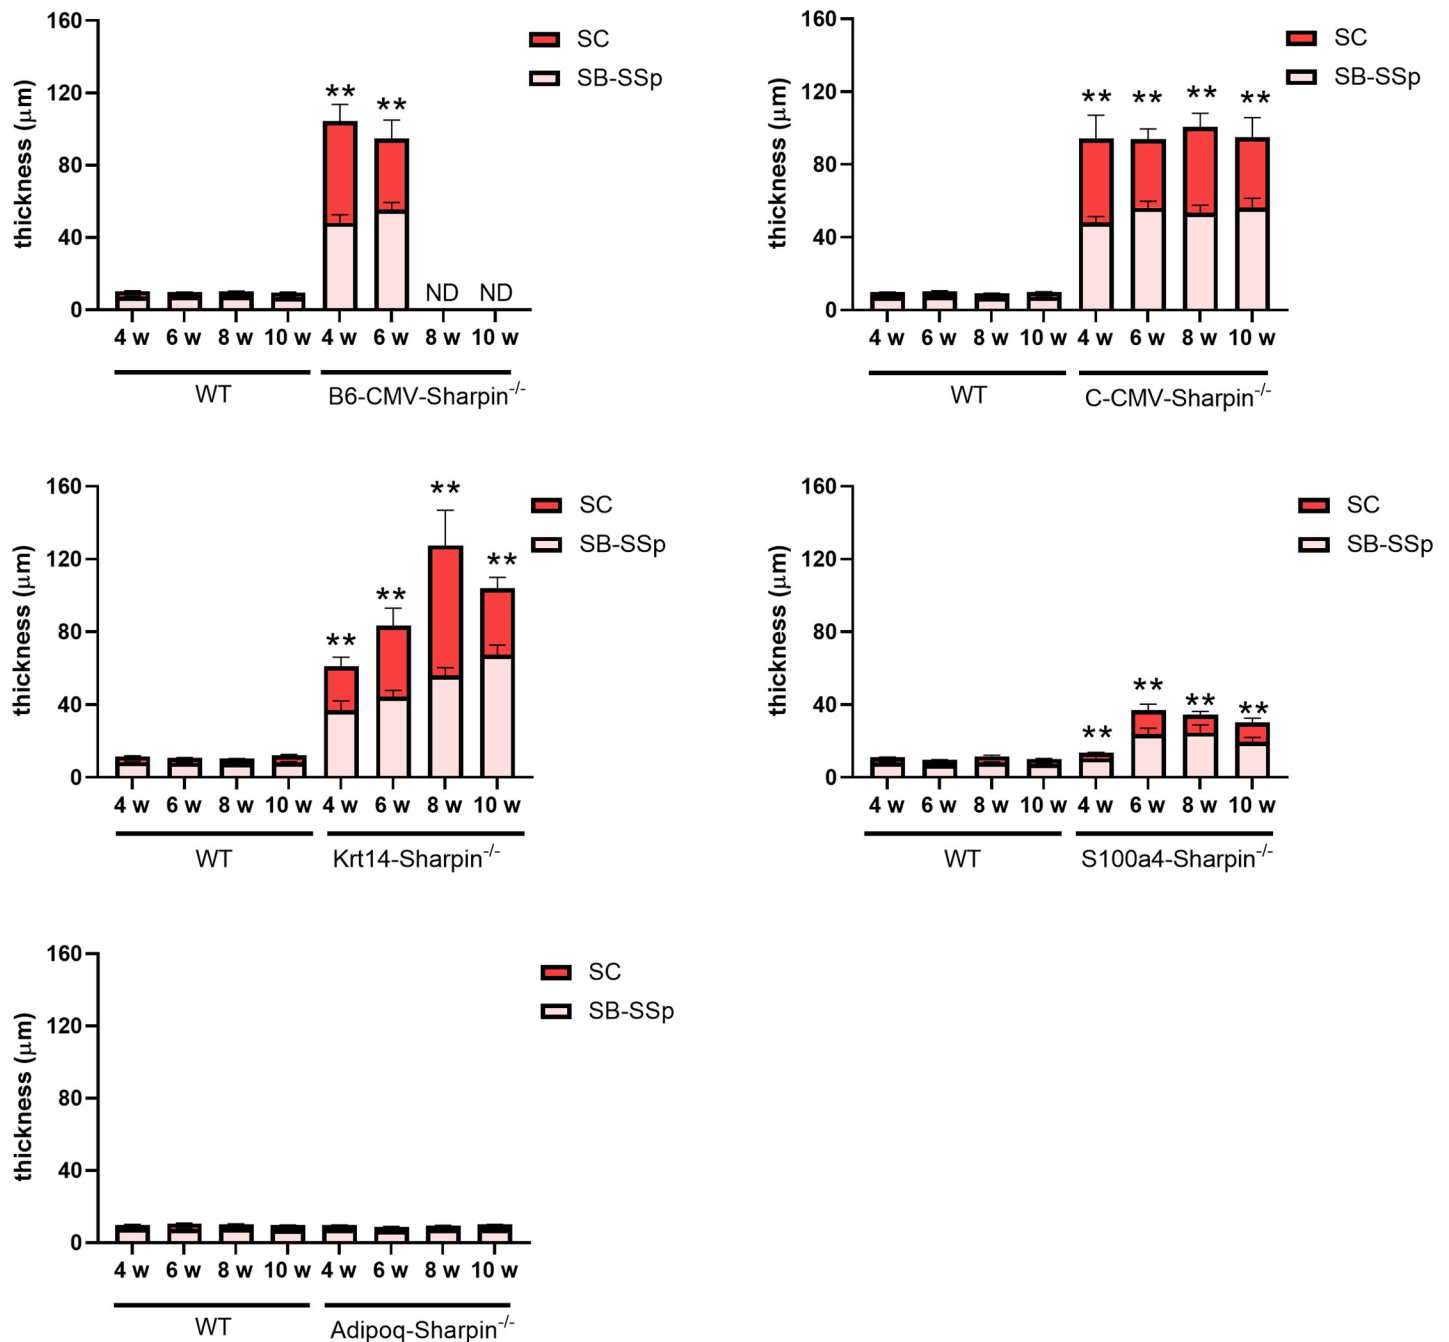 160
120
80
40
0
thickness (μm)
SC
SB-SSp
** **
ND ND
4 w 6 w 8 w 10 w 4 w 6 w 8 w 10 w
WT B6-CMV-Sharpin-/-
160
120
80
40
0
thickness (μm)
SC
SB-SSp
** ** ** **
4 w 6 w 8 w 10 w 4 w 6 w 8 w 10 w
WT C-CMV-Sharpin-/-
160
120
80
40
0
thickness (μm)
SC
SB-SSp
** ** ** **
4 w 6 w 8 w 10 w 4 w 6 w 8 w 10 w
WT Krt14-Sharpin-/-
160
120
80
40
0
thickness (μm)
SC
SB-SSp
** ** ** **
4 w 6 w 8 w 10 w 4 w 6 w 8 w 10 w
WT S100a4-Sharpin-/-
160
120
80
40
0
thickness (μm)
SC
SB-SSp
4 w 6 w 8 w 10 w 4 w 6 w 8 w 10 w
WT Adipoq-Sharpin-/-